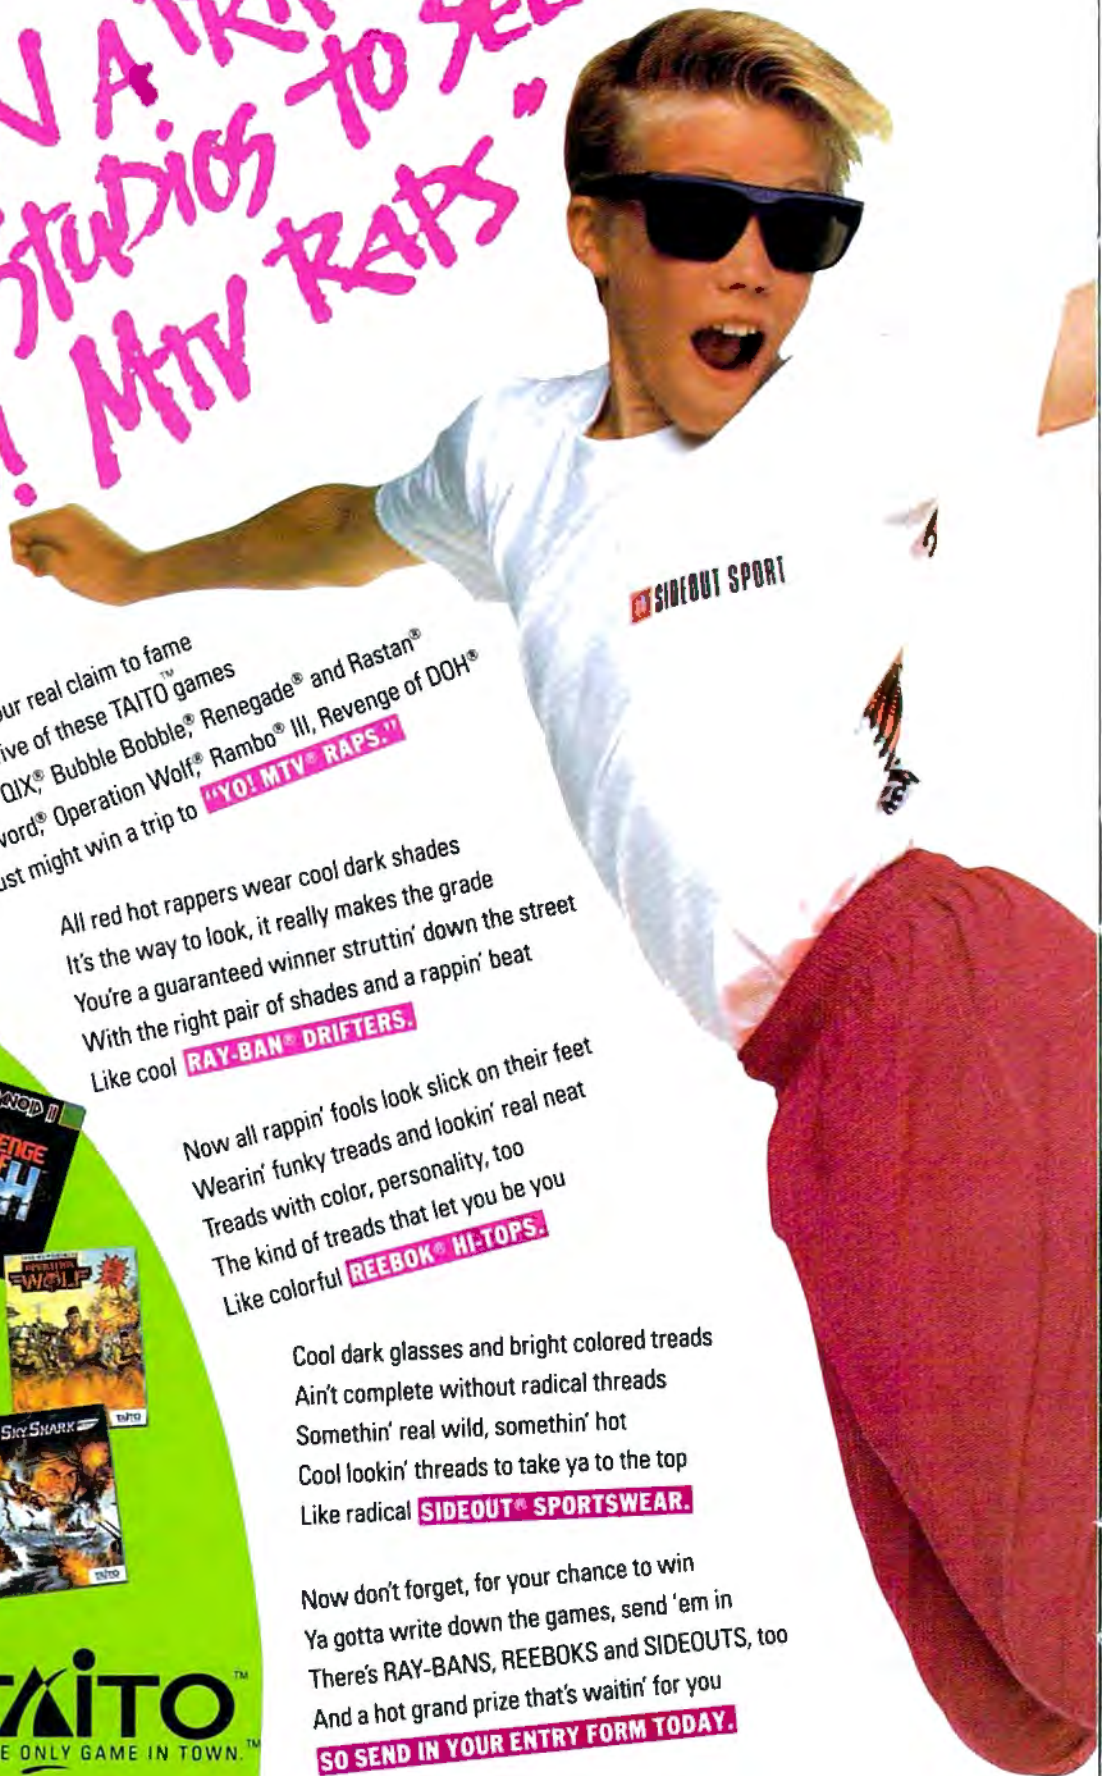 A TRIP
STUDIOS TO SEE
! MTV RAPS"
SIDEOUT SPORT
our real claim to fame
ive of these TAITO™ games
QIX,® Bubble Bobble,® Renegade® and Rastan®
word,® Operation Wolf,® Rambo® III, Revenge of DOH®
ust might win a trip to "YO! MTV® RAPS."
All red hot rappers wear cool dark shades
It's the way to look, it really makes the grade
You're a guaranteed winner struttin' down the street
With the right pair of shades and a rappin' beat
Like cool RAY-BAN® DRIFTERS.
Now all rappin' fools look slick on their feet
Wearin' funky treads and lookin' real neat
Treads with color, personality, too
The kind of treads that let you be you
Like colorful REEBOK® HI-TOPS.
Cool dark glasses and bright colored treads
Ain't complete without radical threads
Somethin' real wild, somethin' hot
Cool lookin' threads to take ya to the top
Like radical SIDEOUT® SPORTSWEAR.
Now don't forget, for your chance to win
Ya gotta write down the games, send 'em in
There's RAY-BANS, REEBOKS and SIDEOUTS, too
And a hot grand prize that's waitin' for you
SO SEND IN YOUR ENTRY FORM TODAY.
NOID II
ENGE
OF
H
OPERATION
WOLF
TAITO
SKY SHARK
TAITO
TAITO™
E ONLY GAME IN TOWN.™